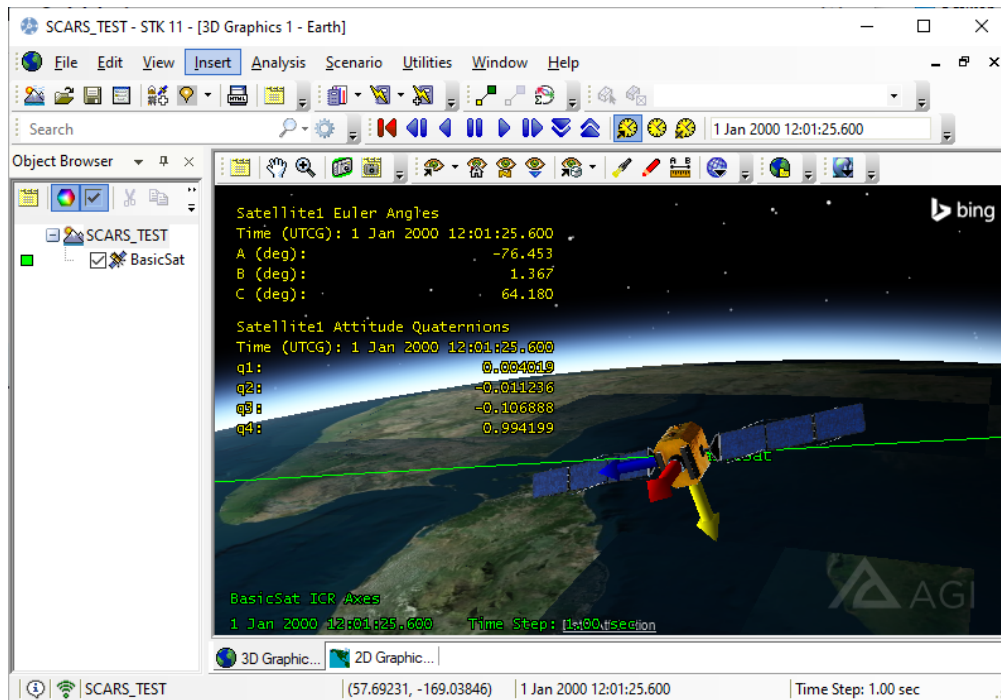 SCARS_TEST - STK 11 - [3D Graphics 1 - Earth]
File Edit View Insert Analysis Scenario Utilities Window Help
Search
1 Jan 2000 12:01:25.600
Object Browser
SCARS_TEST
BasicSat
bing
Satellite1 Euler Angles
Time (UTCG): 1 Jan 2000 12:01:25.600
A (deg): -76.453
B (deg): 1.367
C (deg): 64.180
Satellite1 Attitude Quaternions
Time (UTCG): 1 Jan 2000 12:01:25.600
q1: 0.004019
q2: -0.011236
q3: -0.106888
q4: 0.994199
AGI
BasicSat ICR Axes
1 Jan 2000 12:01:25.600 Time Step: 1.00 sec
3D Graphic... 2D Graphic...
SCARS_TEST (57.69231, -169.03846) 1 Jan 2000 12:01:25.600 Time Step: 1.00 sec